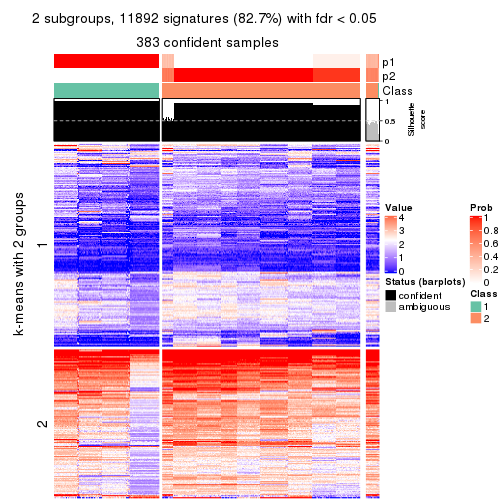 2 subgroups, 11892 signatures (82.7%) with fdr < 0.05
383 confident samples
p1
p2
Class
1
0.5
0
Silhouette
score
k-means with 2 groups
1
2
Value
4
3
2
1
0
Status (barplots)
confident
ambiguous
Prob
1
0.8
0.6
0.4
0.2
0
Class
1
2